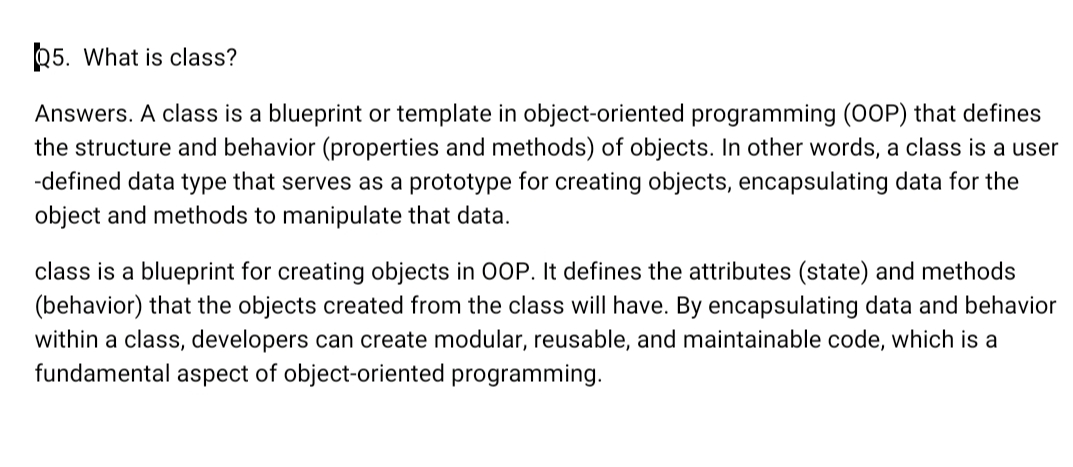 Q5. What is class?
Answers. A class is a blueprint or template in object-oriented programming (OOP) that defines
the structure and behavior (properties and methods) of objects. In other words, a class is a user
-defined data type that serves as a prototype for creating objects, encapsulating data for the
object and methods to manipulate that data.
class is a blueprint for creating objects in OOP. It defines the attributes (state) and methods
(behavior) that the objects created from the class will have. By encapsulating data and behavior
within a class, developers can create modular, reusable, and maintainable code, which is a
fundamental aspect of object-oriented programming.